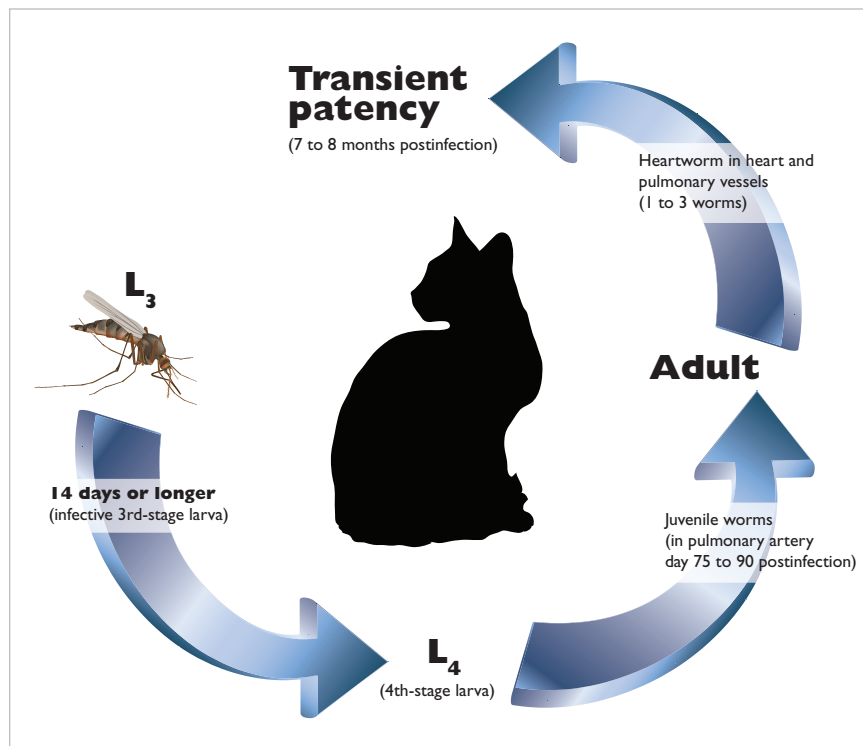 Transient
patency
(7 to 8 months postinfection)
Heartworm in heart and
pulmonary vessels
(1 to 3 worms)
L3
Adult
14 days or longer
(infective 3rd-stage larva)
Juvenile worms
(in pulmonary artery
day 75 to 90 postinfection)
L4
(4th-stage larva)